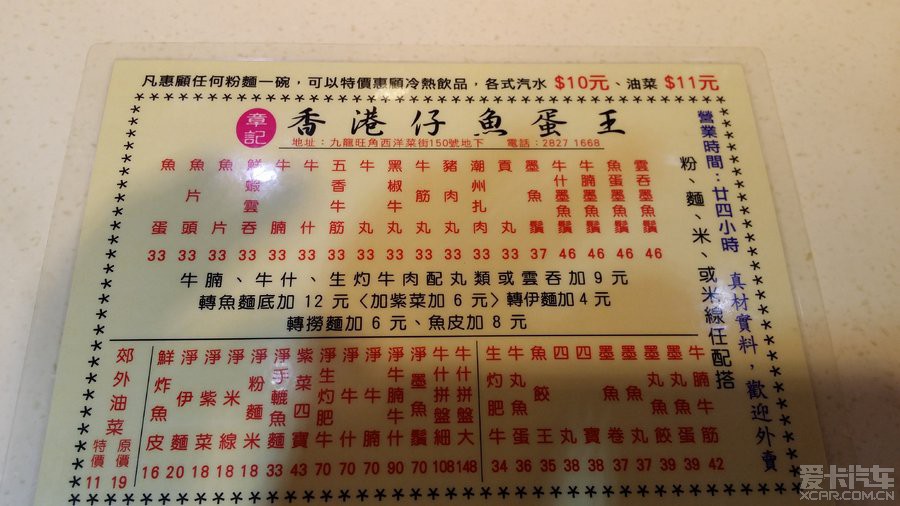 凡惠顧任何粉麵一碗，可以特價惠顧冷熱飲品，各式汽水 $10元、油菜 $11元
章記
香港仔魚蛋王
地址：九龍旺角西洋菜街150號地下 電話：2827 1668
營業時間：廿四小時 真材實料，歡迎外賣
粉、麵、米、或米線任配搭
魚蛋 33
魚片頭 33
魚片 33
鮮蝦雲吞 33
牛腩 33
牛什 33
五香牛筋 33
牛丸 33
黑椒牛丸 33
牛筋丸 33
豬肉丸 33
潮州扎肉 33
貢丸 33
墨魚鬚 37
牛什墨魚鬚 46
牛腩墨魚鬚 46
魚蛋墨魚鬚 46
雲吞墨魚鬚 46
牛腩、牛什、生灼牛肉配丸類或雲吞加 9 元
轉魚麵底加 12 元〈加紫菜加 6 元〉轉伊麵加 4 元
轉撈麵加 6 元、魚皮加 8 元
郊外油菜
特價 11
原價 19
鮮炸魚皮 16
淨伊麵 20
淨紫菜 18
淨米線 18
淨粉麵米 18
手轆魚麵 33
紫菜四寶 43
淨生灼肥牛 70
淨牛什 70
淨牛腩 70
淨牛 70
淨墨魚鬚 70
牛什拼盤細 108
牛什拼盤大 148
生灼肥牛 34
牛丸魚蛋 36
魚餃王 35
四丸 38
四寶 38
墨魚卷 37
墨魚丸 37
墨丸魚餃 39
墨丸魚蛋 39
牛腩牛筋 42
爱卡汽车
XCAR.COM.CN